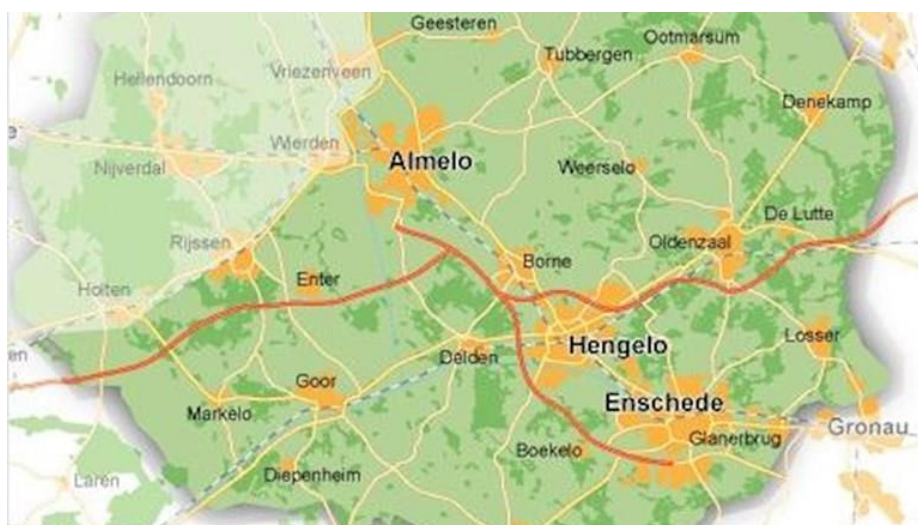 Geesteren
Ootmarsum
Tubbergen
Hellendoorn
Vriezenveen
Denekamp
Wierden
Almelo
Nijverdal
Weerselo
De Lutte
Rijssen
Oldenzaal
Borne
Enter
Holten
Losser
Hengelo
Delden
Goor
Enschede
Markelo
Gronau
Glanerbrug
Boekelo
Diepenheim
Laren